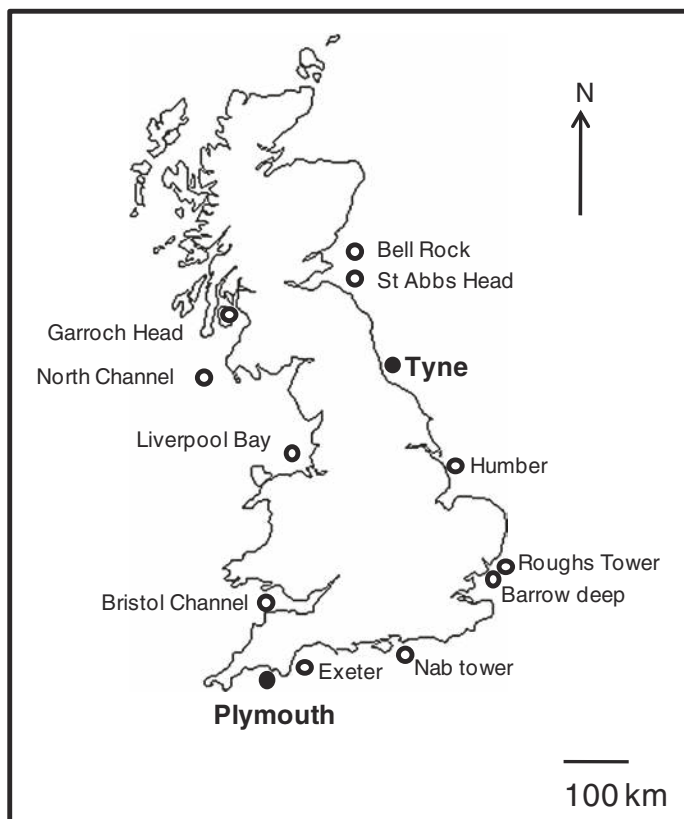 N
Bell Rock
St Abbs Head
Garroch Head
Tyne
North Channel
Liverpool Bay
Humber
Roughs Tower
Barrow deep
Bristol Channel
Nab tower
Exeter
Plymouth
100 km